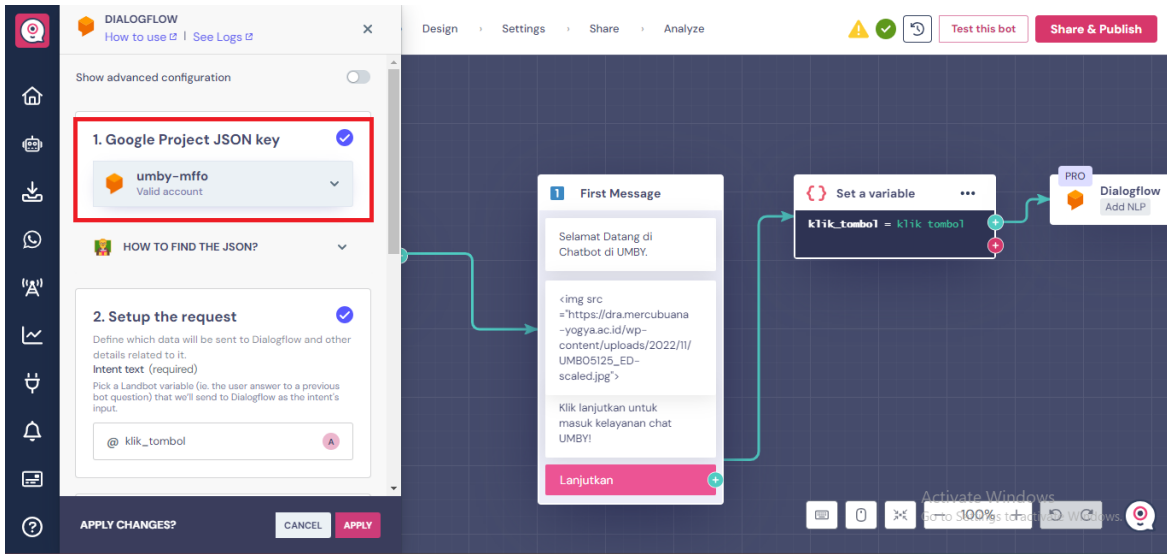 DIALOGFLOW
How to use | See Logs
Show advanced configuration
1. Google Project JSON key
umby-mffo
Valid account
HOW TO FIND THE JSON?
2. Setup the request
Define which data will be sent to Dialogflow and other
details related to it.
Intent text (required)
Pick a Landbot variable (ie. the user answer to a previous
bot question) that we'll send to Dialogflow as the intent's
input.
@ klik_tombol
A
APPLY CHANGES?
CANCEL
APPLY
Design
Settings
Share
Analyze
Test this bot
Share & Publish
1 First Message
Selamat Datang di
Chatbot di UMBY.
<img src
="https://dra.mercubuana
-yogya.ac.id/wp-
content/uploads/2022/11/
UMB05125_ED-
scaled.jpg">
Klik lanjutkan untuk
masuk kelayanan chat
UMBY!
Lanjutkan
{} Set a variable
klik_tombol = klik tombol
PRO
Dialogflow
Add NLP
Activate Windows
Go to Settings to activate Windows.
100%